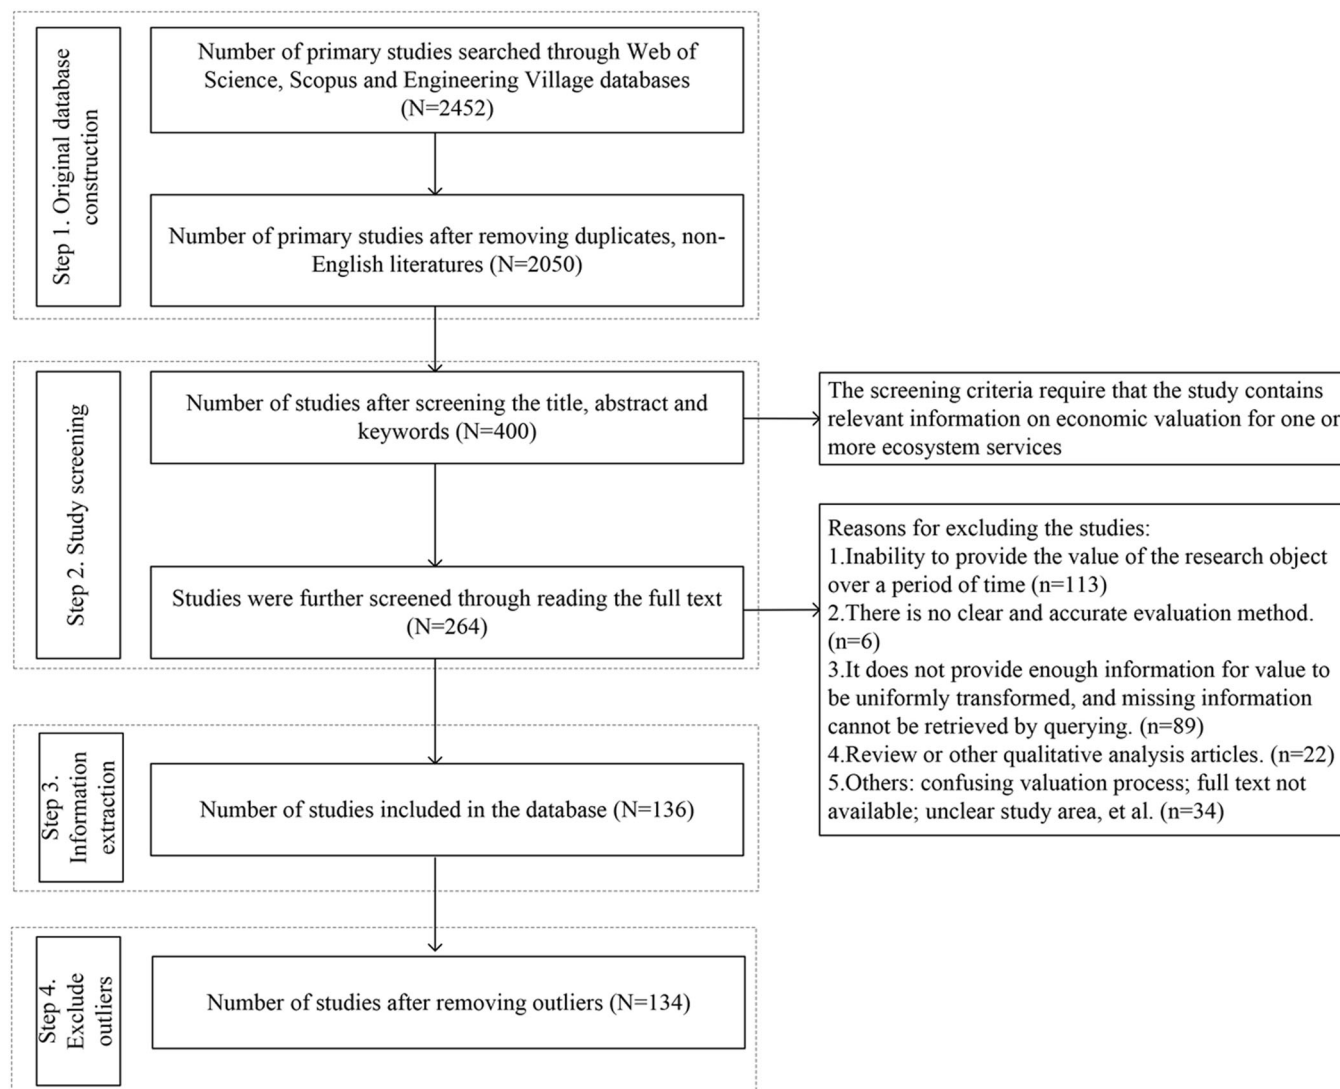 Step 1. Original database
construction
Number of primary studies searched through Web of
Science, Scopus and Engineering Village databases
(N=2452)
Number of primary studies after removing duplicates, non-
English literatures (N=2050)
Step 2. Study screening
Number of studies after screening the title, abstract and
keywords (N=400)
The screening criteria require that the study contains
relevant information on economic valuation for one or
more ecosystem services
Studies were further screened through reading the full text
(N=264)
Reasons for excluding the studies:
1.Inability to provide the value of the research object
over a period of time (n=113)
2.There is no clear and accurate evaluation method.
(n=6)
3.It does not provide enough information for value to
be uniformly transformed, and missing information
cannot be retrieved by querying. (n=89)
4.Review or other qualitative analysis articles. (n=22)
5.Others: confusing valuation process; full text not
available; unclear study area, et al. (n=34)
Step 3.
Information
extraction
Number of studies included in the database (N=136)
Step 4.
Exclude
outliers
Number of studies after removing outliers (N=134)